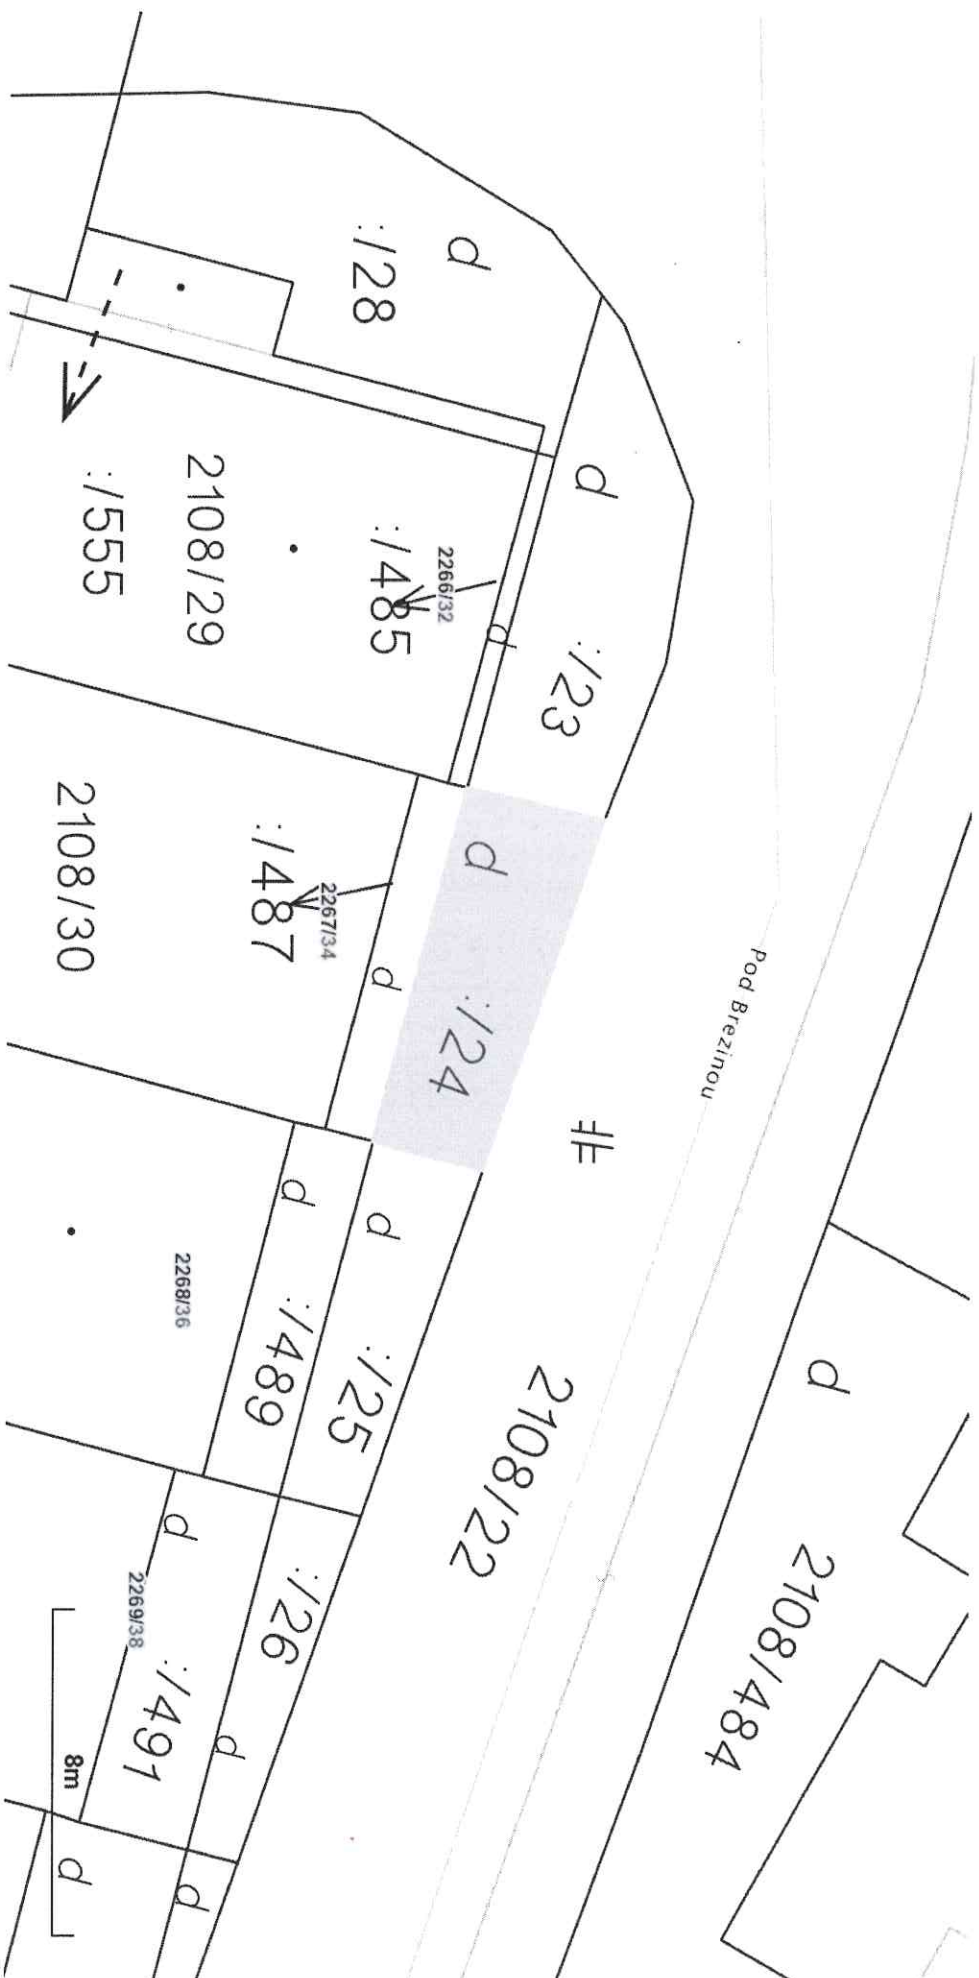 d
:/28
d
:/23
2266/32
:/485
d
2108/29
:/555
d
:/24
2267/34
:/487
d
2108/30
Pod Brezinou
d
:/25
d
:/489
2268/36
2108/22
d
2108/484
:/26
d
d
2269/38
:/491
d
d
8m